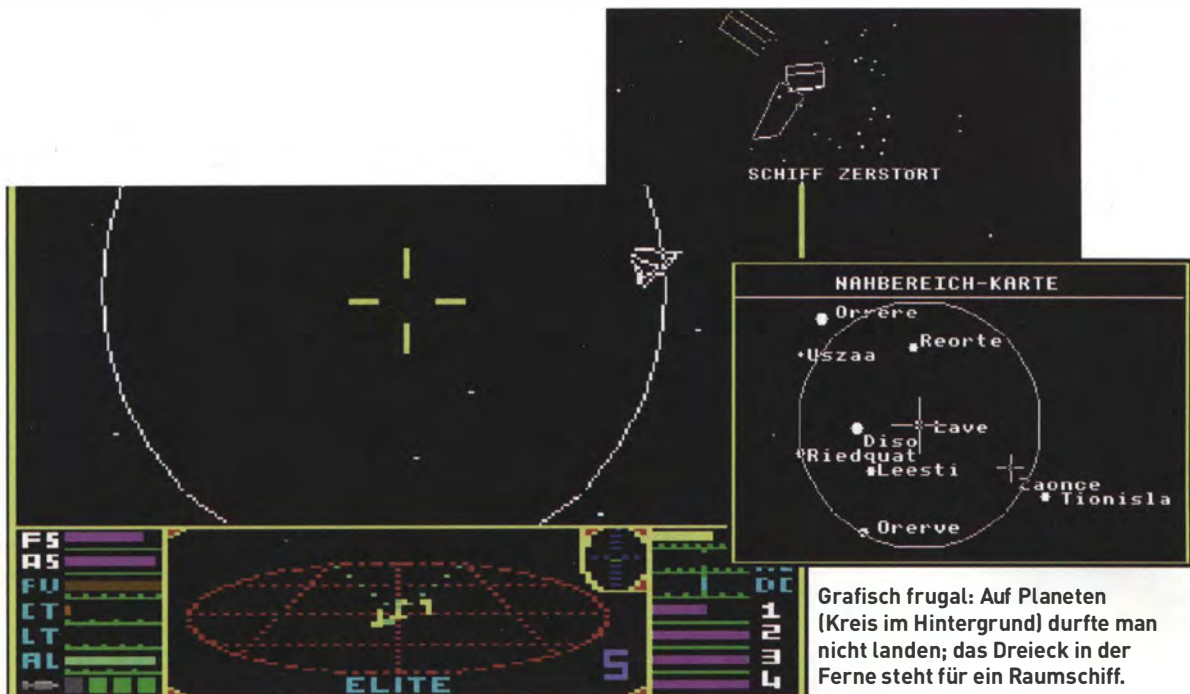 SCHIFF ZERSTÖRT
NAHBEREICH-KARTE
Orrere
Reorte
Uszaa
Lave
Diso
Riedquat
Leesti
Zaonce
Tionisla
Orerve
FS
AS
FU
CT
LT
AL
DC
1
2
3
4
S
ELITE
Grafisch frugal: Auf Planeten
(Kreis im Hintergrund) durfte man
nicht landen; das Dreieck in der
Ferne steht für ein Raumschiff.